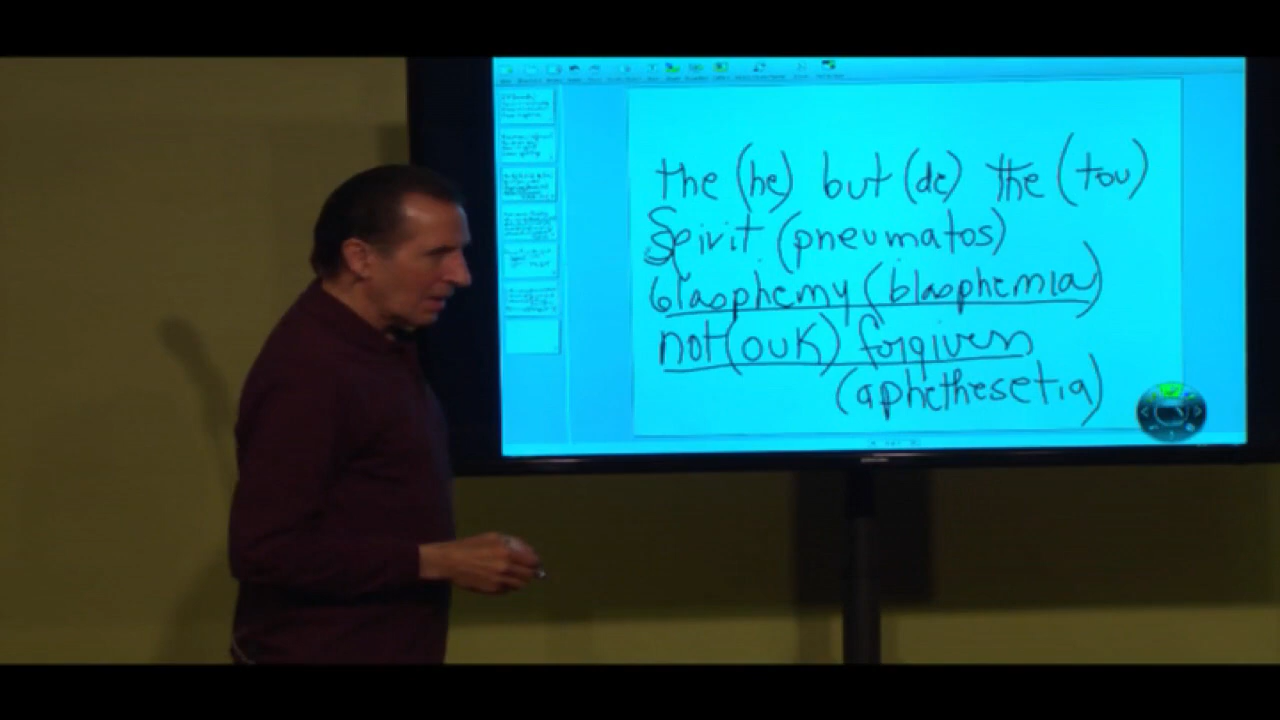 the (he) but (de) the (tou)
Spirit (pneumatos)
blasphemy (blasphemia)
not (ouk) forgiven
(aphethesetia)